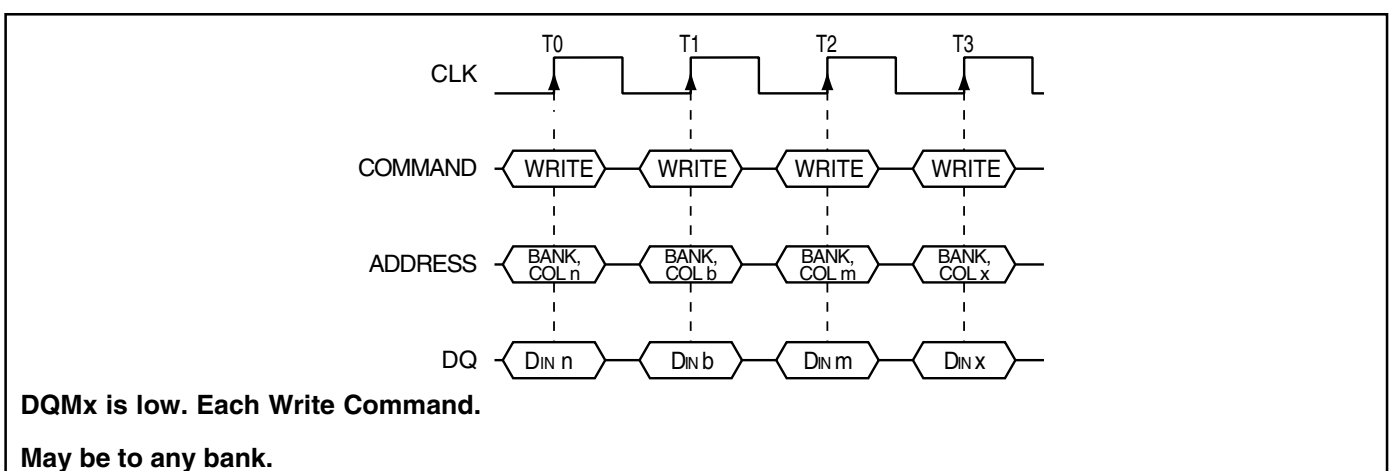 T0 T1 T2 T3
CLK
COMMAND WRITE WRITE WRITE WRITE
ADDRESS BANK, BANK, BANK, BANK,
COL n COL b COL m COL x
DQ DIN n DIN b DIN m DIN x
DQMx is low. Each Write Command.
May be to any bank.